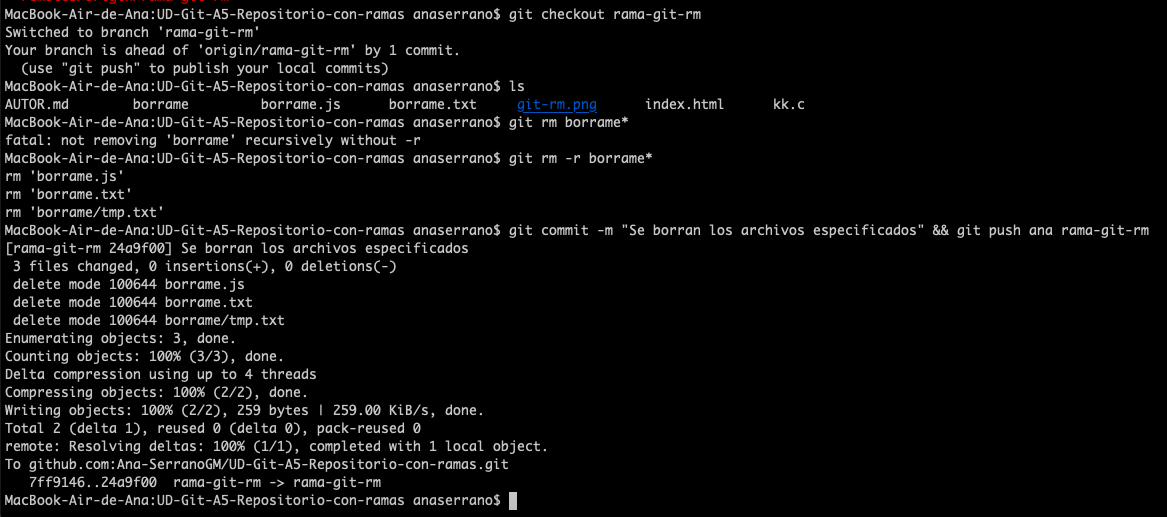 MacBook-Air-de-Ana:UD-Git-A5-Repositorio-con-ramas anaserrano$ git checkout rama-git-rm
Switched to branch 'rama-git-rm'
Your branch is ahead of 'origin/rama-git-rm' by 1 commit.
  (use "git push" to publish your local commits)
MacBook-Air-de-Ana:UD-Git-A5-Repositorio-con-ramas anaserrano$ ls
AUTOR.md        borrame         borrame.js      borrame.txt     git-rm.png      index.html      kk.c
MacBook-Air-de-Ana:UD-Git-A5-Repositorio-con-ramas anaserrano$ git rm borrame*
fatal: not removing 'borrame' recursively without -r
MacBook-Air-de-Ana:UD-Git-A5-Repositorio-con-ramas anaserrano$ git rm -r borrame*
rm 'borrame.js'
rm 'borrame.txt'
rm 'borrame/tmp.txt'
MacBook-Air-de-Ana:UD-Git-A5-Repositorio-con-ramas anaserrano$ git commit -m "Se borran los archivos especificados" && git push ana rama-git-rm
[rama-git-rm 24a9f00] Se borran los archivos especificados
 3 files changed, 0 insertions(+), 0 deletions(-)
 delete mode 100644 borrame.js
 delete mode 100644 borrame.txt
 delete mode 100644 borrame/tmp.txt
Enumerating objects: 3, done.
Counting objects: 100% (3/3), done.
Delta compression using up to 4 threads
Compressing objects: 100% (2/2), done.
Writing objects: 100% (2/2), 259 bytes | 259.00 KiB/s, done.
Total 2 (delta 1), reused 0 (delta 0), pack-reused 0
remote: Resolving deltas: 100% (1/1), completed with 1 local object.
To github.com:Ana-SerranoGM/UD-Git-A5-Repositorio-con-ramas.git
   7ff9146..24a9f00  rama-git-rm -> rama-git-rm
MacBook-Air-de-Ana:UD-Git-A5-Repositorio-con-ramas anaserrano$